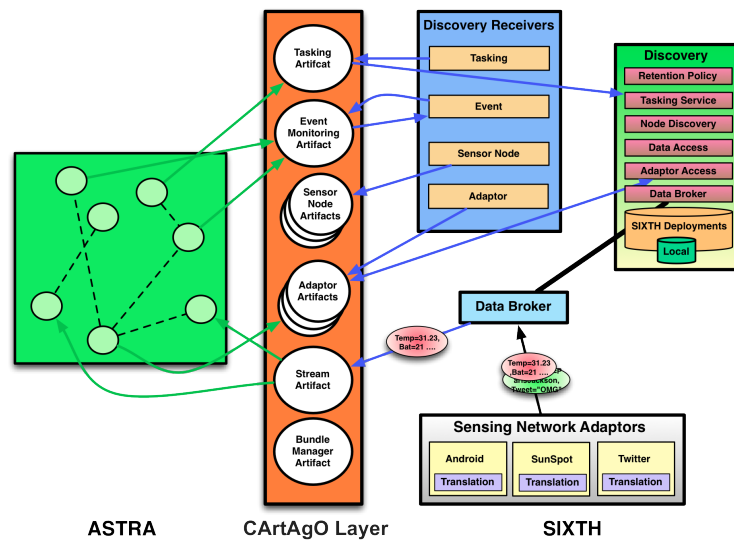 Tasking
Artifcat
Event
Monitoring
Artifact
Sensor
Node
Artifacts
Adaptor
Artifacts
Stream
Artifact
Bundle
Manager
Artifact
Discovery Receivers
Tasking
Event
Sensor Node
Adaptor
Discovery
Retention Policy
Tasking Service
Node Discovery
Data Access
Adaptor Access
Data Broker
SIXTH Deployments
Local
Data Broker
Temp=31.23,
Bat=21 ....
Temp=31.23
,Bat=21 ....
Tweet="OMG"
Sensing Network Adaptors
Android
Translation
SunSpot
Translation
Twitter
Translation
ASTRA
CArtAgO Layer
SIXTH